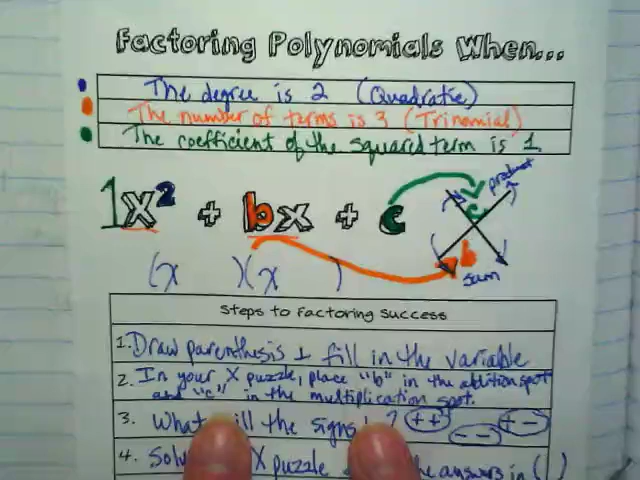 Factoring Polynomials When...
The degree is 2 (Quadratic)
The number of terms is 3 (Trinomial)
The coefficient of the squared term is 1
1x² + bx + c
product
c
b
sum
(x )(x )
Steps to Factoring Success
1. Draw parenthesis + fill in the variable
2. In your X puzzle, place "b" in the addition spot
and "c" in the multiplication spot.
3. What will the signs ? (++) (--) (+-)
4. Solve X puzzle the answers in ( )